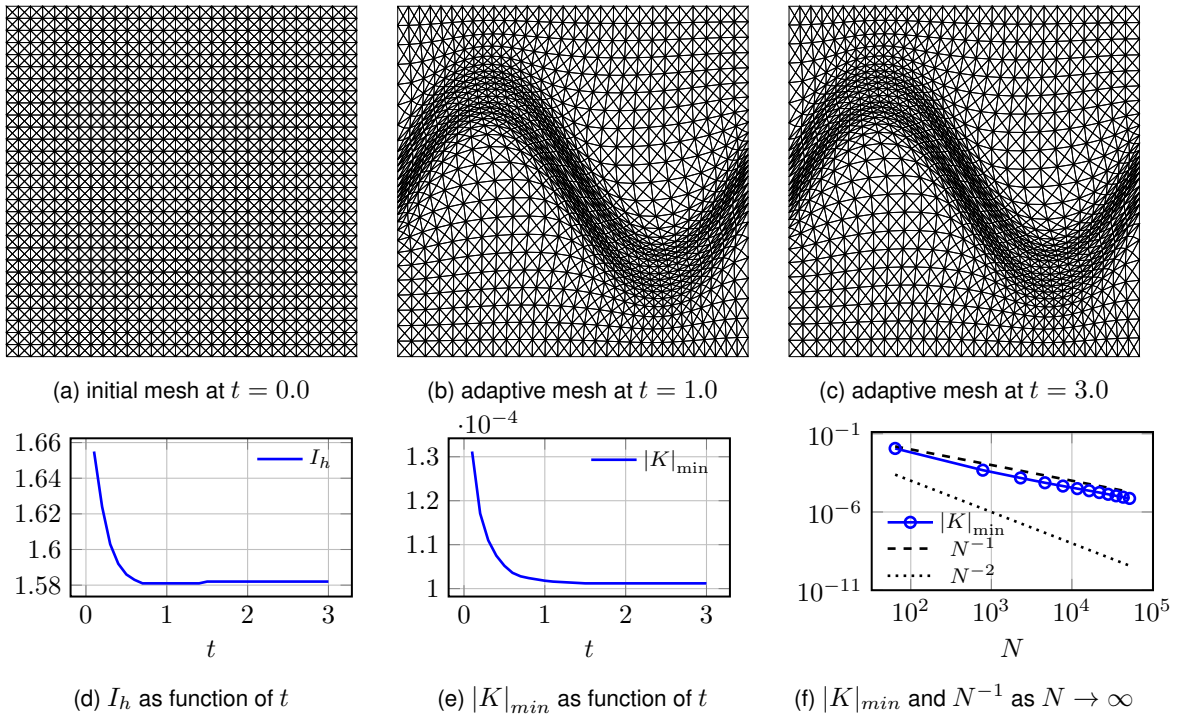 (a) initial mesh at t = 0.0
(b) adaptive mesh at t = 1.0
(c) adaptive mesh at t = 3.0
1.66
1.64
1.62
1.6
1.58
0 1 2 3
t
I_h
(d) I_h as function of t
·10^−4
1.3
1.2
1.1
1
0 1 2 3
t
|K|_min
(e) |K|_min as function of t
10^−1
10^−6
10^−11
10^2 10^3 10^4 10^5
N
|K|_min
N^−1
N^−2
(f) |K|_min and N^−1 as N → ∞